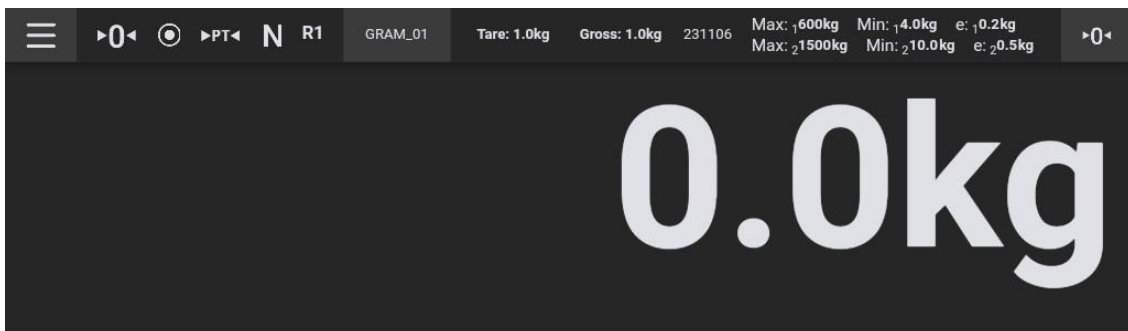 ▸0◂ ▸PT◂ N R1 GRAM_01 Tare: 1.0kg Gross: 1.0kg 231106 Max: ₁600kg Min: ₁4.0kg e: ₁0.2kg ▸0◂
Max: ₂1500kg Min: ₂10.0kg e: ₂0.5kg
0.0kg